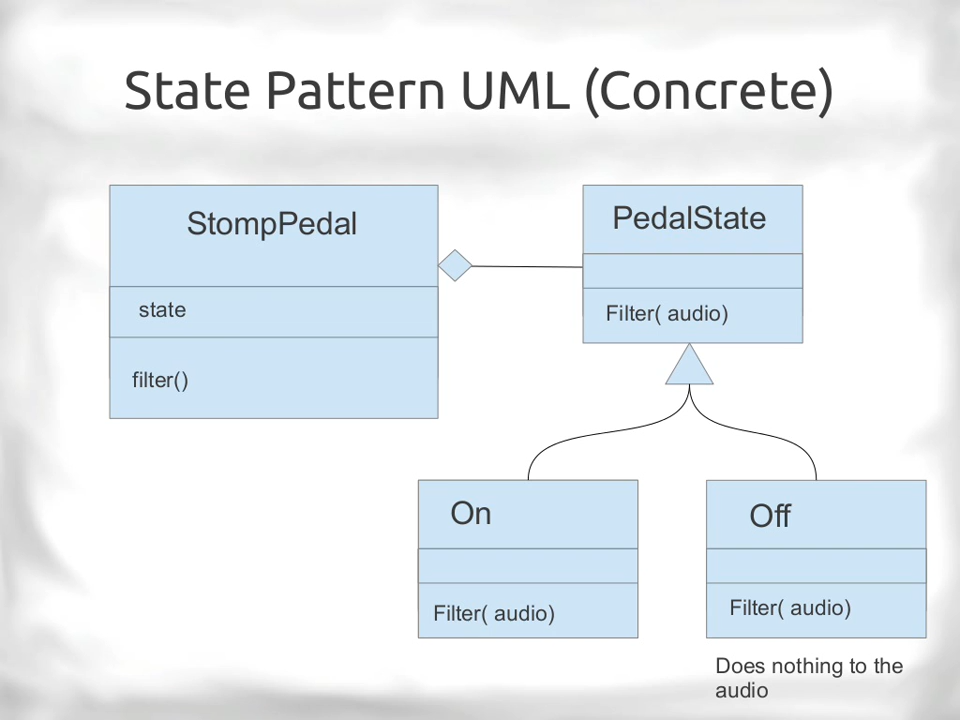 State Pattern UML (Concrete)
StompPedal
state
filter()
PedalState
Filter( audio)
On
Filter( audio)
Off
Filter( audio)
Does nothing to the
audio